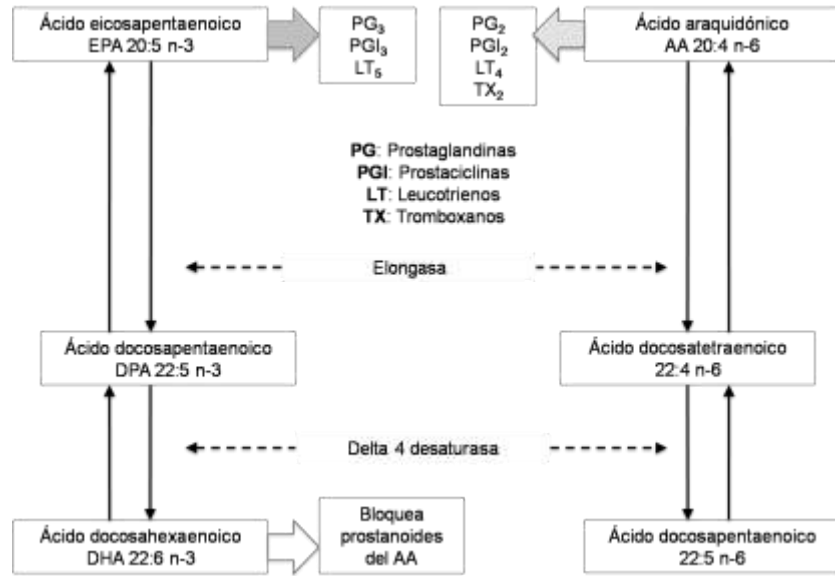 Ácido eicosapentaenoico
EPA 20:5 n-3
PG₃
PGI₃
LT₅
PG₂
PGI₂
LT₄
TX₂
Ácido araquidónico
AA 20:4 n-6
PG: Prostaglandinas
PGI: Prostaciclinas
LT: Leucotrienos
TX: Tromboxanos
Elongasa
Ácido docosapentaenoico
DPA 22:5 n-3
Ácido docosatetraenoico
22:4 n-6
Delta 4 desaturasa
Ácido docosahexaenoico
DHA 22:6 n-3
Bloquea
prostanoides
del AA
Ácido docosapentaenoico
22:5 n-6